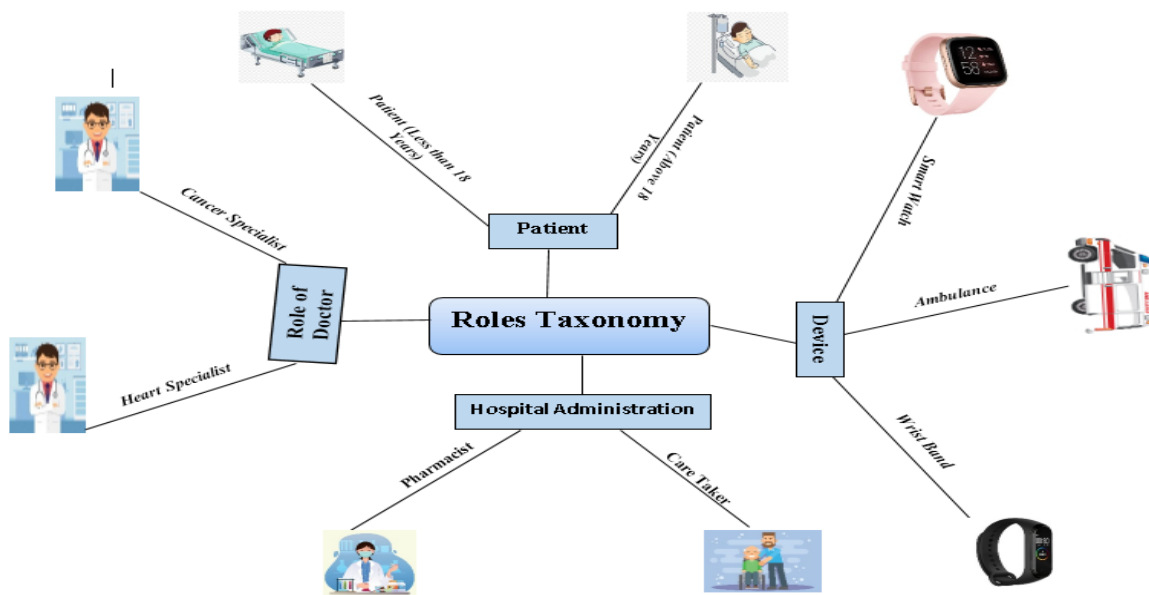 Patient (Less than 18
Years)
Patient (Above 18
Years)
Smart Watch
Cancer Specialist
Patient
Role of
Doctor
Roles Taxonomy
Device
Ambulance
Heart Specialist
Hospital Administration
Pharmacist
Care Taker
Wrist Band
12
58